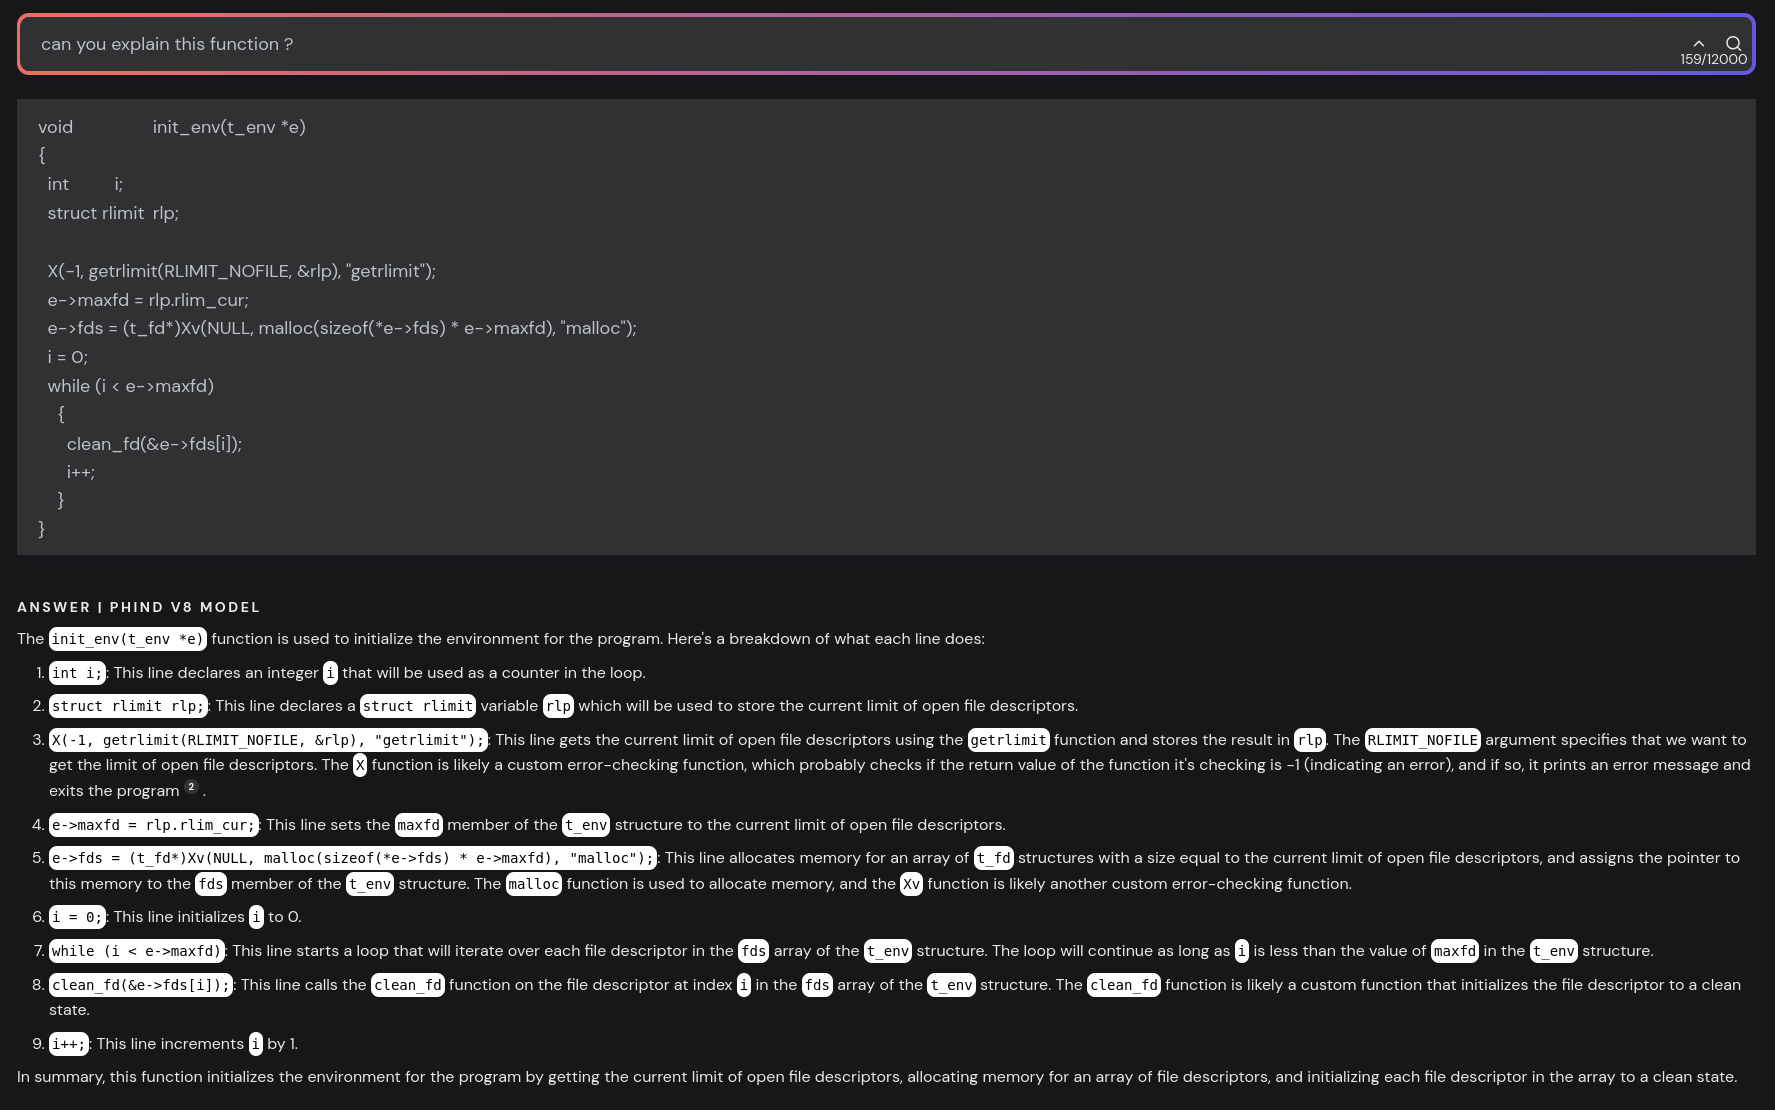 can you explain this function ?
159/12000
void init_env(t_env *e)
{
int i;
struct rlimit rlp;
X(-1, getrlimit(RLIMIT_NOFILE, &rlp), "getrlimit");
e->maxfd = rlp.rlim_cur;
e->fds = (t_fd*)Xv(NULL, malloc(sizeof(*e->fds) * e->maxfd), "malloc");
i = 0;
while (i < e->maxfd)
{
clean_fd(&e->fds[i]);
i++;
}
}
ANSWER | PHIND V8 MODEL
The init_env(t_env *e) function is used to initialize the environment for the program. Here's a breakdown of what each line does:
1. int i;: This line declares an integer i that will be used as a counter in the loop.
2. struct rlimit rlp;: This line declares a struct rlimit variable rlp which will be used to store the current limit of open file descriptors.
3. X(-1, getrlimit(RLIMIT_NOFILE, &rlp), "getrlimit");: This line gets the current limit of open file descriptors using the getrlimit function and stores the result in rlp. The RLIMIT_NOFILE argument specifies that we want to
get the limit of open file descriptors. The X function is likely a custom error-checking function, which probably checks if the return value of the function it's checking is -1 (indicating an error), and if so, it prints an error message and
exits the program 2 .
4. e->maxfd = rlp.rlim_cur;: This line sets the maxfd member of the t_env structure to the current limit of open file descriptors.
5. e->fds = (t_fd*)Xv(NULL, malloc(sizeof(*e->fds) * e->maxfd), "malloc");: This line allocates memory for an array of t_fd structures with a size equal to the current limit of open file descriptors, and assigns the pointer to
this memory to the fds member of the t_env structure. The malloc function is used to allocate memory, and the Xv function is likely another custom error-checking function.
6. i = 0;: This line initializes i to 0.
7. while (i < e->maxfd): This line starts a loop that will iterate over each file descriptor in the fds array of the t_env structure. The loop will continue as long as i is less than the value of maxfd in the t_env structure.
8. clean_fd(&e->fds[i]);: This line calls the clean_fd function on the file descriptor at index i in the fds array of the t_env structure. The clean_fd function is likely a custom function that initializes the file descriptor to a clean
state.
9. i++;: This line increments i by 1.
In summary, this function initializes the environment for the program by getting the current limit of open file descriptors, allocating memory for an array of file descriptors, and initializing each file descriptor in the array to a clean state.